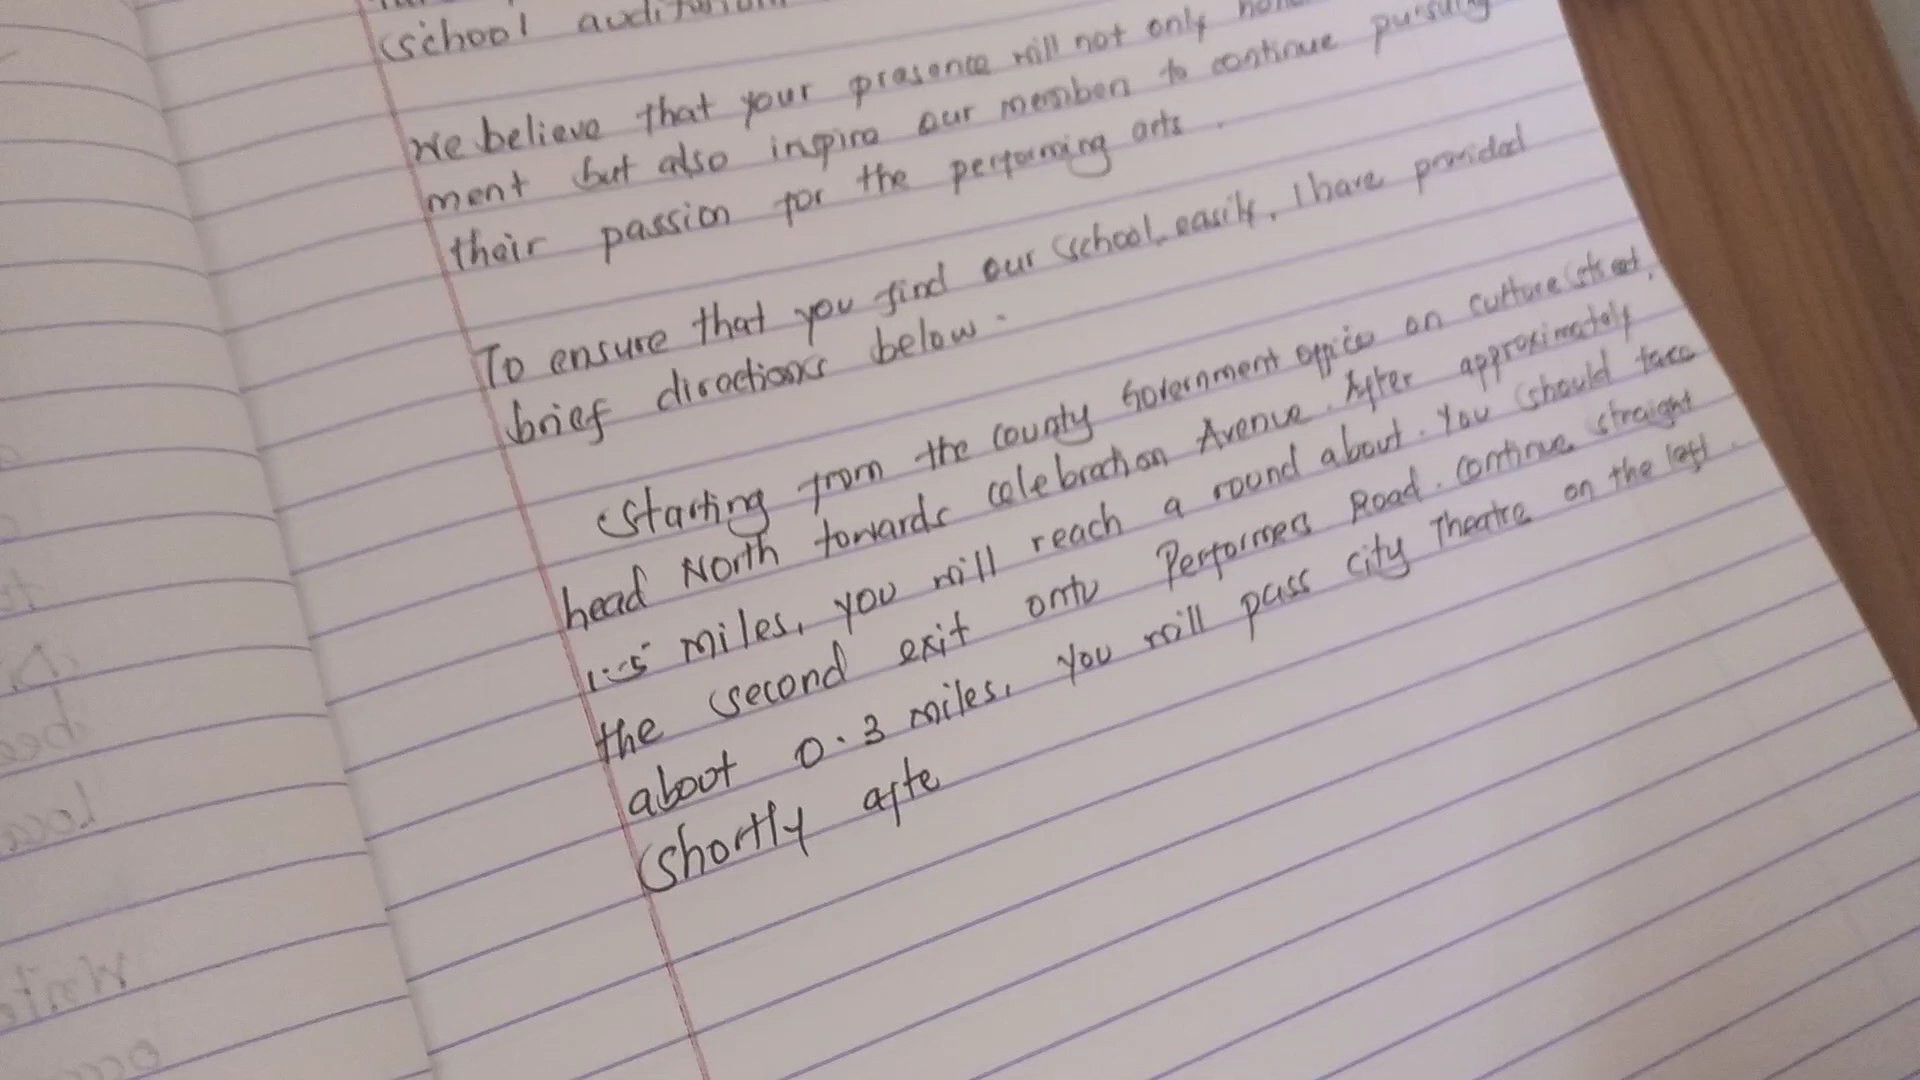 school auditorium
We believe that your presence will not only
ment but also inspire our members to continue pursuing
their passion for the performing arts.
To ensure that you find our school easily, I have provided
brief directions below.
Starting from the county Government office on culture street,
head North towards celebration Avenue. After approximately
1.5 miles, you will reach a round about. You should take
the second exit onto Performers Road. continue straight
about 0.3 miles, you will pass city Theatre on the left.
shortly afte